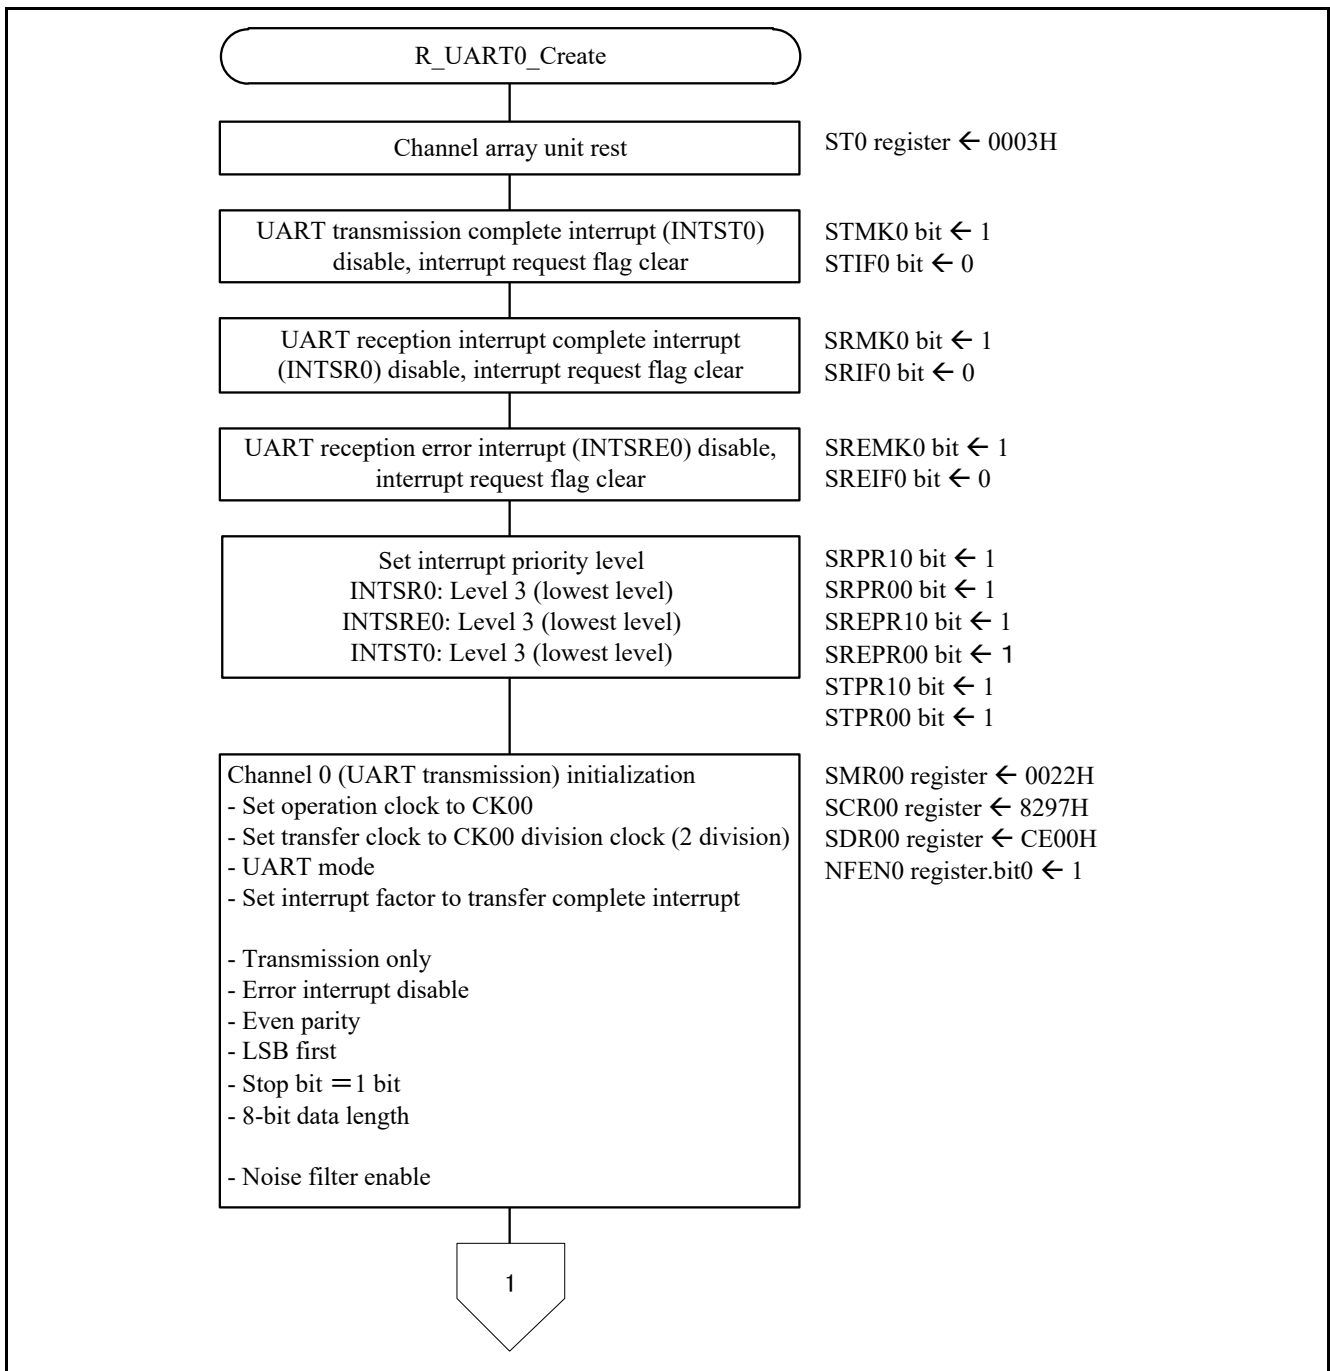 R_UART0_Create
Channel array unit rest
ST0 register ← 0003H
UART transmission complete interrupt (INTST0)
disable, interrupt request flag clear
STMK0 bit ← 1
STIF0 bit ← 0
UART reception interrupt complete interrupt
(INTSR0) disable, interrupt request flag clear
SRMK0 bit ← 1
SRIF0 bit ← 0
UART reception error interrupt (INTSRE0) disable,
interrupt request flag clear
SREMK0 bit ← 1
SREIF0 bit ← 0
Set interrupt priority level
INTSR0: Level 3 (lowest level)
INTSRE0: Level 3 (lowest level)
INTST0: Level 3 (lowest level)
SRPR10 bit ← 1
SRPR00 bit ← 1
SREPR10 bit ← 1
SREPR00 bit ← 1
STPR10 bit ← 1
STPR00 bit ← 1
Channel 0 (UART transmission) initialization
- Set operation clock to CK00
- Set transfer clock to CK00 division clock (2 division)
- UART mode
- Set interrupt factor to transfer complete interrupt
- Transmission only
- Error interrupt disable
- Even parity
- LSB first
- Stop bit ＝1 bit
- 8-bit data length
- Noise filter enable
SMR00 register ← 0022H
SCR00 register ← 8297H
SDR00 register ← CE00H
NFEN0 register.bit0 ← 1
1